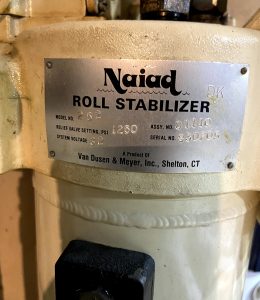 Naiad
ROLL STABILIZER
MODEL NO. ASSY. NO.
RELIEF VALVE SETTING, PSI 1250 SERIAL NO.
SYSTEM VOLTAGE
A Product Of
Van Dusen & Meyer, Inc., Shelton, CT